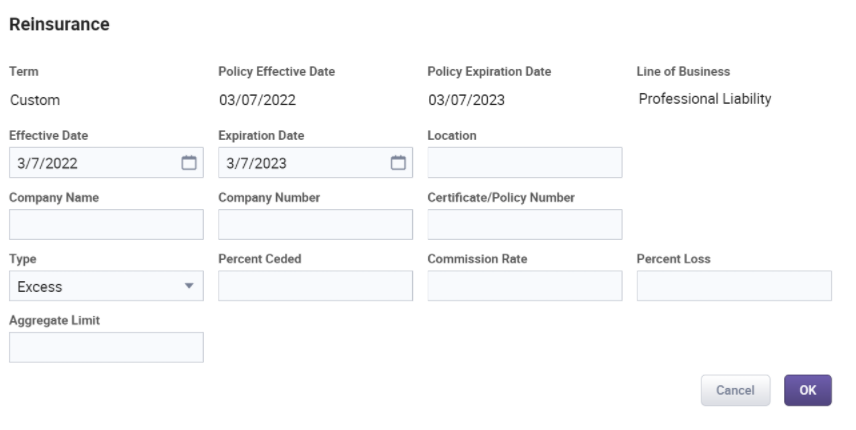 Reinsurance
Term Policy Effective Date Policy Expiration Date Line of Business
Custom 03/07/2022 03/07/2023 Professional Liability
Effective Date Expiration Date Location
3/7/2022 3/7/2023
Company Name Company Number Certificate/Policy Number
Type Percent Ceded Commission Rate Percent Loss
Excess
Aggregate Limit
Cancel OK